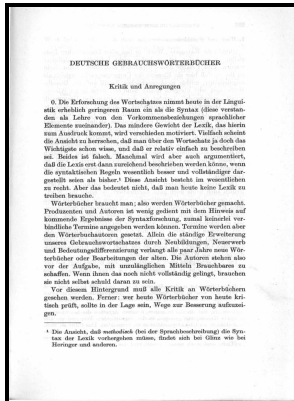 DEUTSCHE GEBRAUCHSWÖRTERBÜCHER
Kritik und Anregungen
0. Die Erforschung des Wortschatzes nimmt heute in der Lingui-
stik erheblich geringeren Raum ein als die Syntax (diese verstan-
den als Lehre von den Vorkommensbeziehungen sprachlicher
Elemente zueinander). Das mindere Gewicht der Lexik, das hierin
zum Ausdruck kommt, wird verschieden motiviert. Vielfach scheint
die Ansicht zu herrschen, daß man über den Wortschatz ja doch das
Wichtigste schon wisse, und daß er relativ einfach zu beschreiben
sei. Beides ist falsch. Manchmal wird aber auch argumentiert,
daß die Lexis erst dann zureichend beschrieben werden könne, wenn
die syntaktischen Regeln wesentlich besser und vollständiger dar-
gestellt seien als bisher.¹ Diese Ansicht besteht im wesentlichen
zu recht. Aber das bedeutet nicht, daß man heute keine Lexik zu
treiben brauche.
Wörterbücher braucht man; also werden Wörterbücher gemacht.
Produzenten und Autoren ist wenig gedient mit dem Hinweis auf
kommende Ergebnisse der Syntaxforschung, zumal keinerlei ver-
bindliche Termine angegeben werden können. Termine werden aber
den Wörterbuchautoren gesetzt. Allein die ständige Erweiterung
unseres Gebrauchswortschatzes durch Neubildungen, Neuerwerb
und Bedeutungsdifferenzierung verlangt alle paar Jahre neue Wör-
terbücher oder Bearbeitungen der alten. Die Autoren stehen also
vor der Aufgabe, mit unzulänglichen Mitteln Brauchbares zu
schaffen. Wenn ihnen das noch nicht vollständig gelingt, brauchen
sie nicht selbst schuld daran zu sein.
Vor diesem Hintergrund muß alle Kritik an Wörterbüchern
gesehen werden. Ferner: wer heute Wörterbücher von heute kri-
tisch prüft, sollte in der Lage sein, Wege zur Besserung aufzuzei-
gen.
¹ Die Ansicht, daß methodisch (bei der Sprachbeschreibung) die Syn-
tax der Lexik vorhergehen müsse, findet sich bei Glinz wie bei
Heringer und anderen.